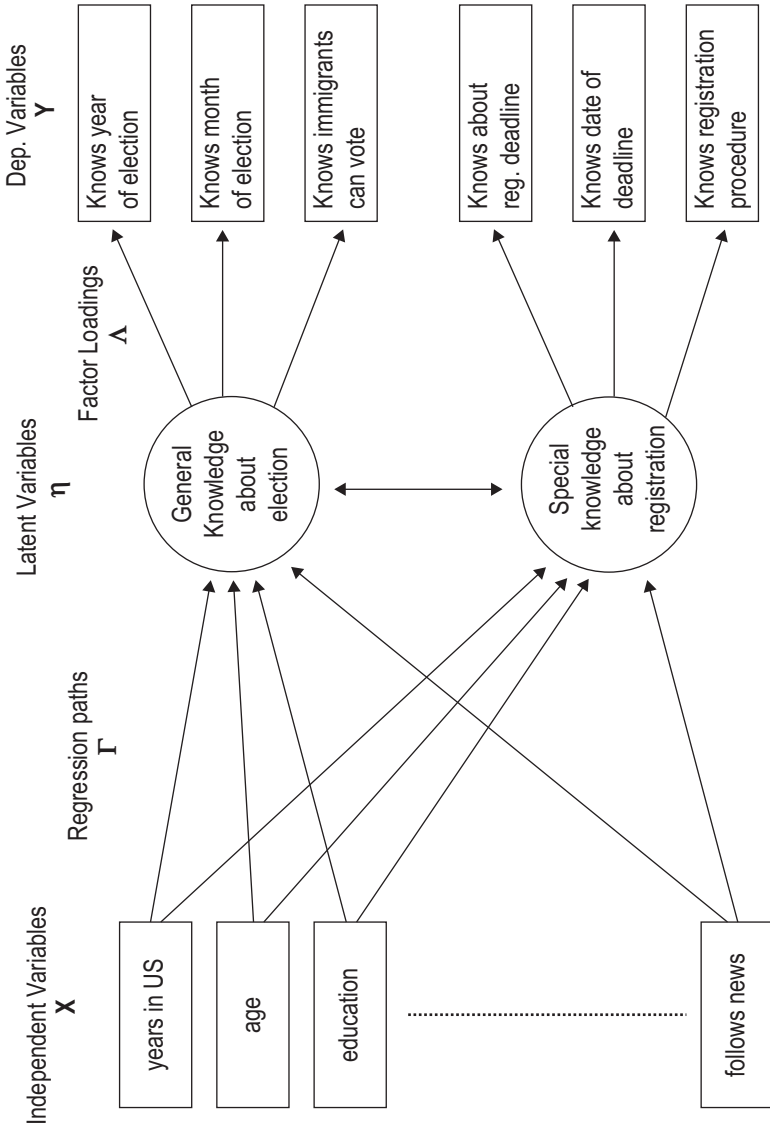 Independent Variables
X
Regression paths
Γ
Latent Variables
η
Factor Loadings
Λ
Dep. Variables
Y
years in US
age
education
follows news
General
Knowledge
about
election
Special
knowledge
about
registration
Knows year
of election
Knows month
of election
Knows immigrants
can vote
Knows about
reg. deadline
Knows date of
deadline
Knows registration
procedure